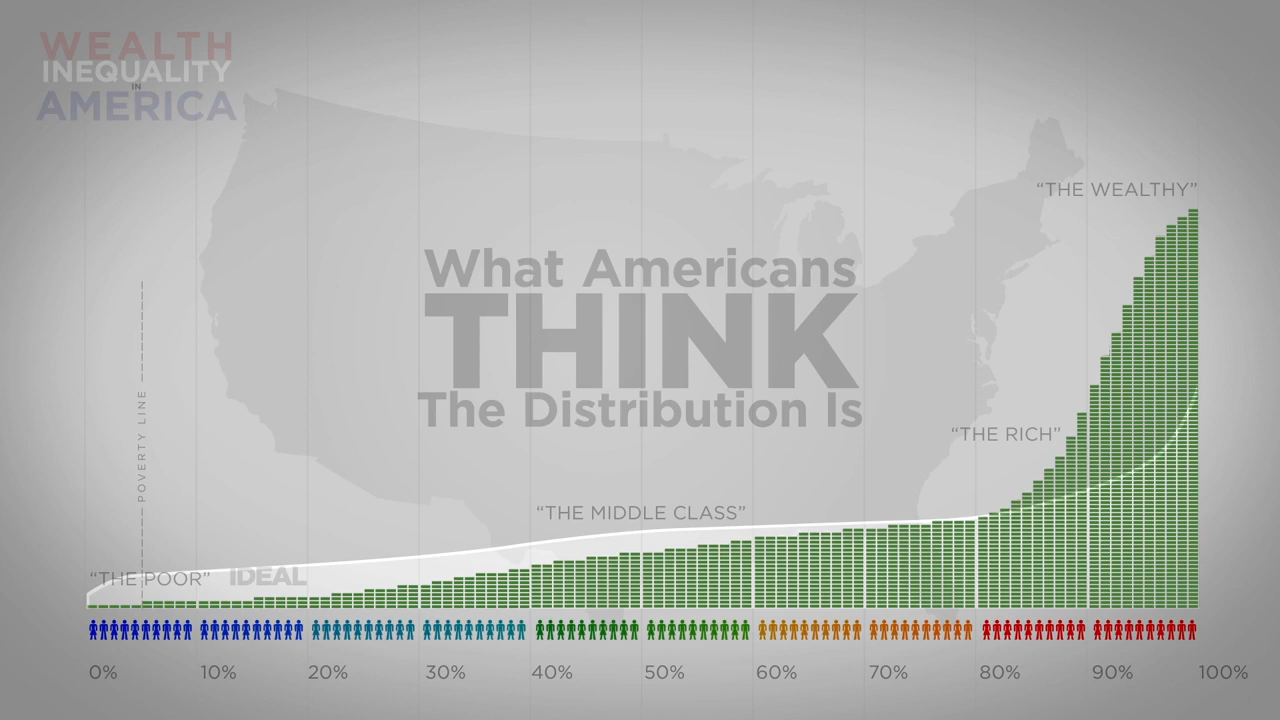 WEALTH
INEQUALITY
IN
AMERICA
“THE WEALTHY”
What Americans
THINK
The Distribution Is
POVERTY LINE
“THE RICH”
“THE MIDDLE CLASS”
“THE POOR” IDEAL
0% 10% 20% 30% 40% 50% 60% 70% 80% 90% 100%